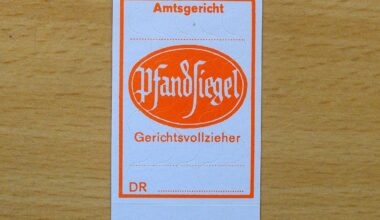 Amtsgericht
Pfandsiegel
Gerichtsvollzieher
DR